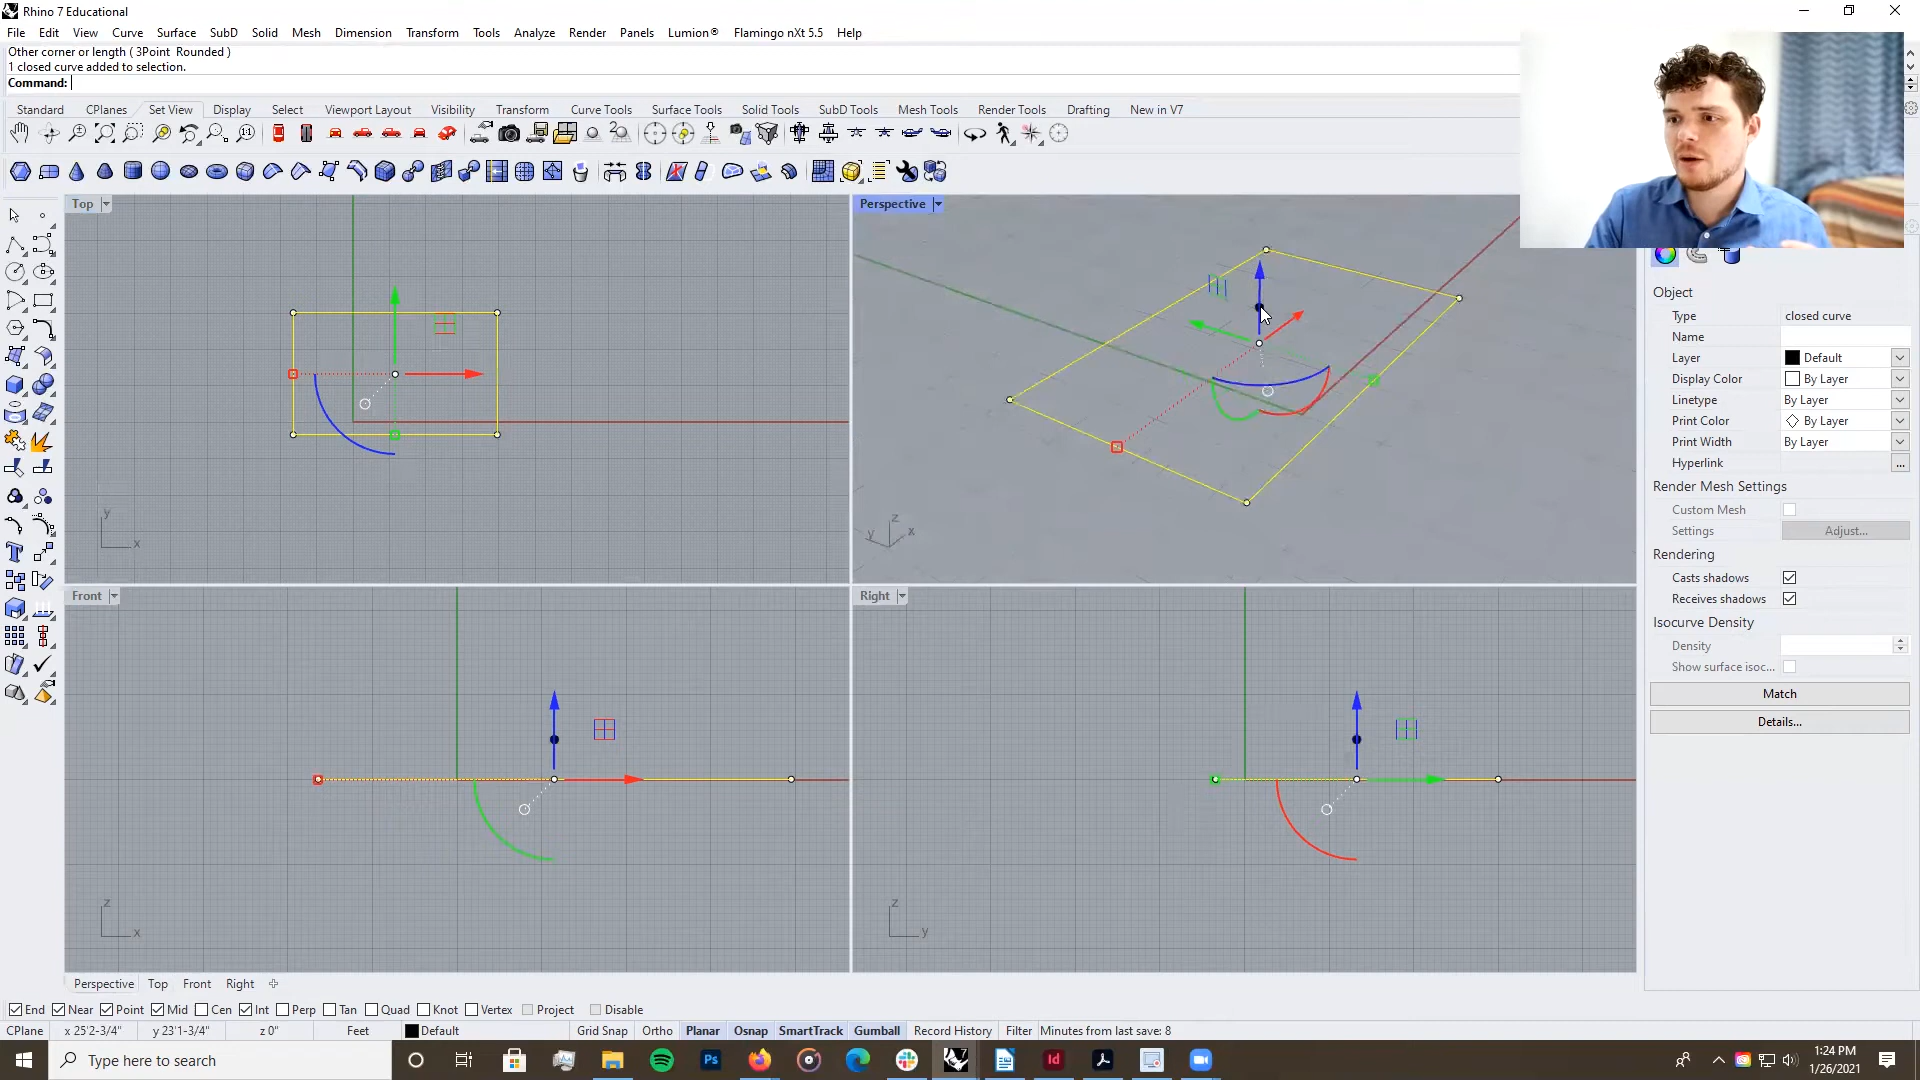 Rhino 7 Educational
File Edit View Curve Surface SubD Solid Mesh Dimension Transform Tools Analyze Render Panels Lumion® Flamingo nXt 5.5 Help
Other corner or length ( 3Point Rounded )
1 closed curve added to selection.
Command:
Standard CPlanes Set View Display Select Viewport Layout Visibility Transform Curve Tools Surface Tools Solid Tools SubD Tools Mesh Tools Render Tools Drafting New in V7
Top
Perspective
y
x
z
y
x
Front
Right
z
x
z
y
Object
Type closed curve
Name
Layer Default
Display Color By Layer
Linetype By Layer
Print Color By Layer
Print Width By Layer
Hyperlink ...
Render Mesh Settings
Custom Mesh
Settings Adjust...
Rendering
Casts shadows
Receives shadows
Isocurve Density
Density
Show surface isoc...
Match
Details...
Perspective Top Front Right
End Near Point Mid Cen Int Perp Tan Quad Knot Vertex Project Disable
CPlane x 25'2-3/4" y 23'1-3/4" z 0" Feet Default Grid Snap Ortho Planar Osnap SmartTrack Gumball Record History Filter Minutes from last save: 8
Type here to search
Ps
Id
7
1:24 PM
1/26/2021